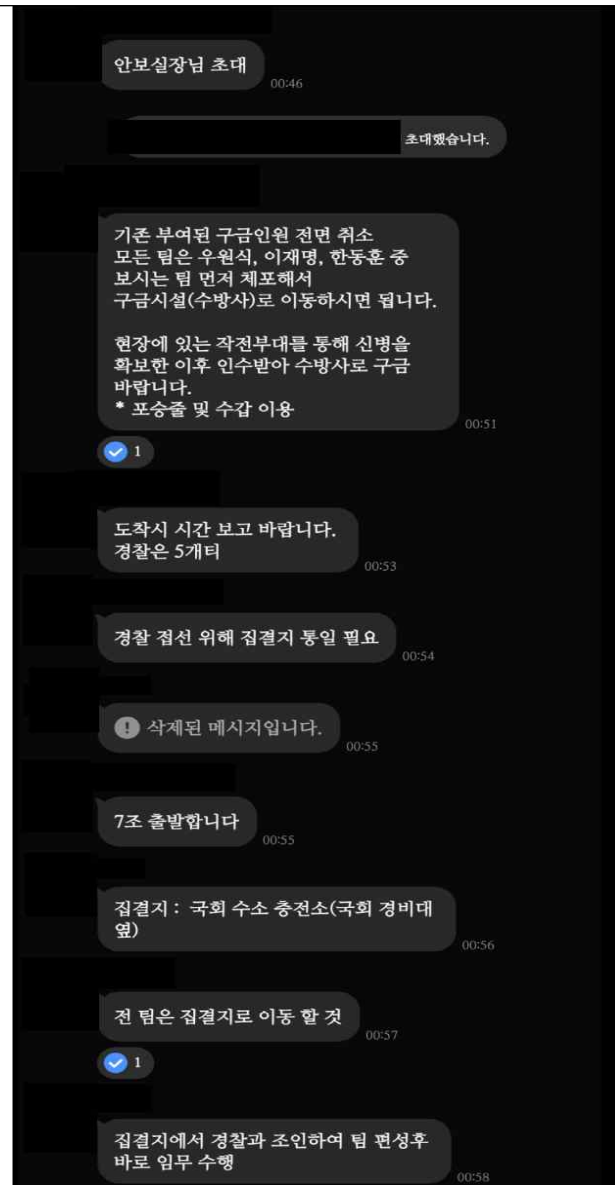 안보실장님 초대
00:46
초대했습니다.
기존 부여된 구금인원 전면 취소
모든 팀은 우원식, 이재명, 한동훈 중
보시는 팀 먼저 체포해서
구금시설(수방사)로 이동하시면 됩니다.
현장에 있는 작전부대를 통해 신병을
확보한 이후 인수받아 수방사로 구금
바랍니다.
* 포승줄 및 수갑 이용
00:51
1
도착시 시간 보고 바랍니다.
경찰은 5개티
00:53
경찰 접선 위해 집결지 통일 필요
00:54
삭제된 메시지입니다.
00:55
7조 출발합니다
00:55
집결지 : 국회 수소 충전소(국회 경비대
옆)
00:56
전 팀은 집결지로 이동 할 것
00:57
1
집결지에서 경찰과 조인하여 팀 편성후
바로 임무 수행
00:58